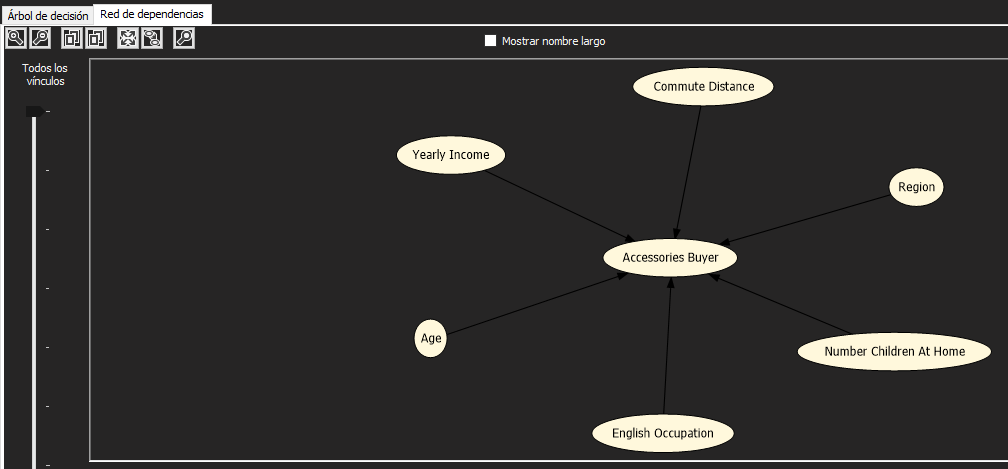 Árbol de decisión
Red de dependencias
Mostrar nombre largo
Todos los
vínculos
Commute Distance
Yearly Income
Region
Accessories Buyer
Age
Number Children At Home
English Occupation